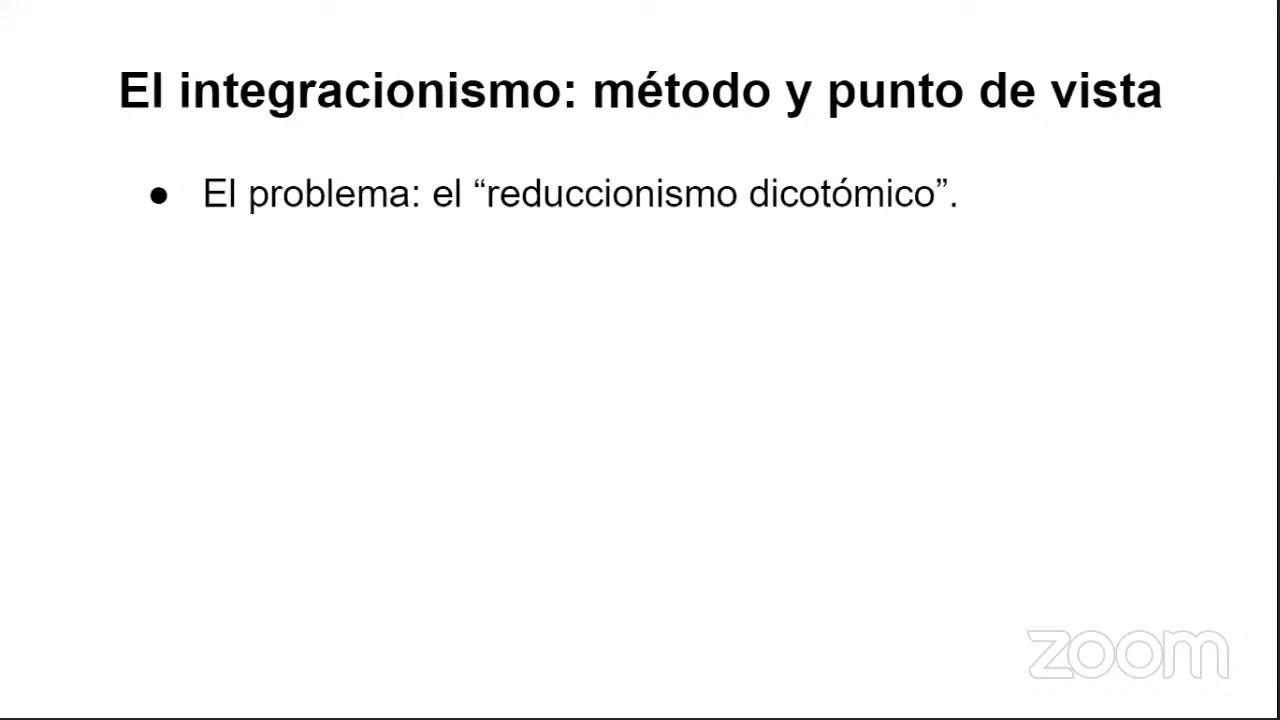 El integracionismo: método y punto de vista
● El problema: el “reduccionismo dicotómico”.
zoom